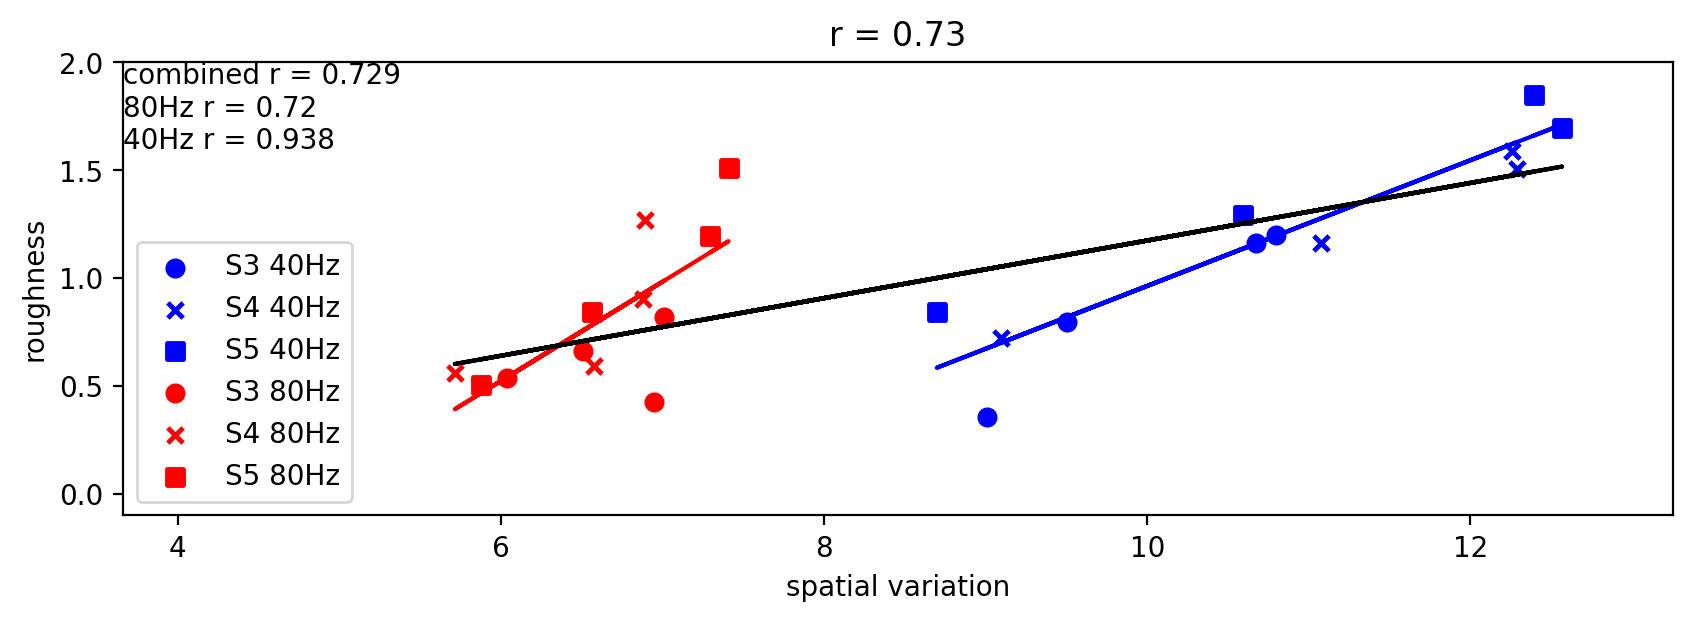 r = 0.73
combined r = 0.729
80Hz r = 0.72
40Hz r = 0.938
2.0
1.5
1.0
0.5
0.0
roughness
S3 40Hz
S4 40Hz
S5 40Hz
S3 80Hz
S4 80Hz
S5 80Hz
4 6 8 10 12
spatial variation